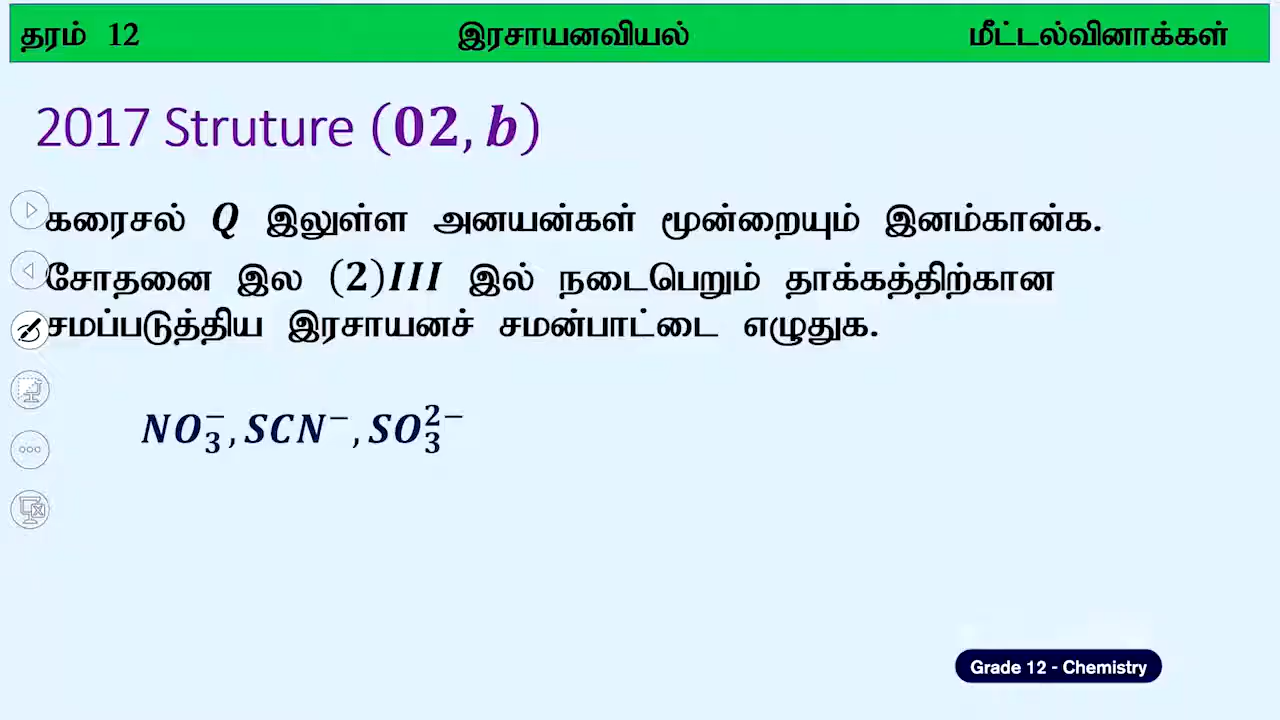 தரம் 12 இரசாயனவியல் மீட்டல்வினாக்கள்
2017 Struture (02, b)
கரைசல் Q இலுள்ள அனயன்கள் மூன்றையும் இனம்கான்க.
சோதனை இல (2)III இல் நடைபெறும் தாக்கத்திற்கான
சமப்படுத்திய இரசாயனச் சமன்பாட்டை எழுதுக.
NO₃⁻, SCN⁻, SO₃²⁻
Grade 12 - Chemistry